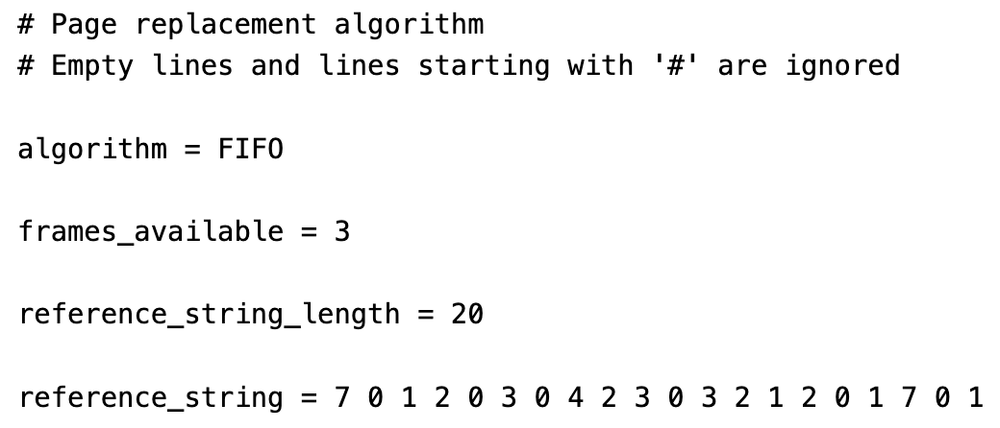 # Page replacement algorithm
# Empty lines and lines starting with '#' are ignored
algorithm = FIFO
frames_available = 3
reference_string_length = 20
reference_string = 7 0 1 2 0 3 0 4 2 3 0 3 2 1 2 0 1 7 0 1